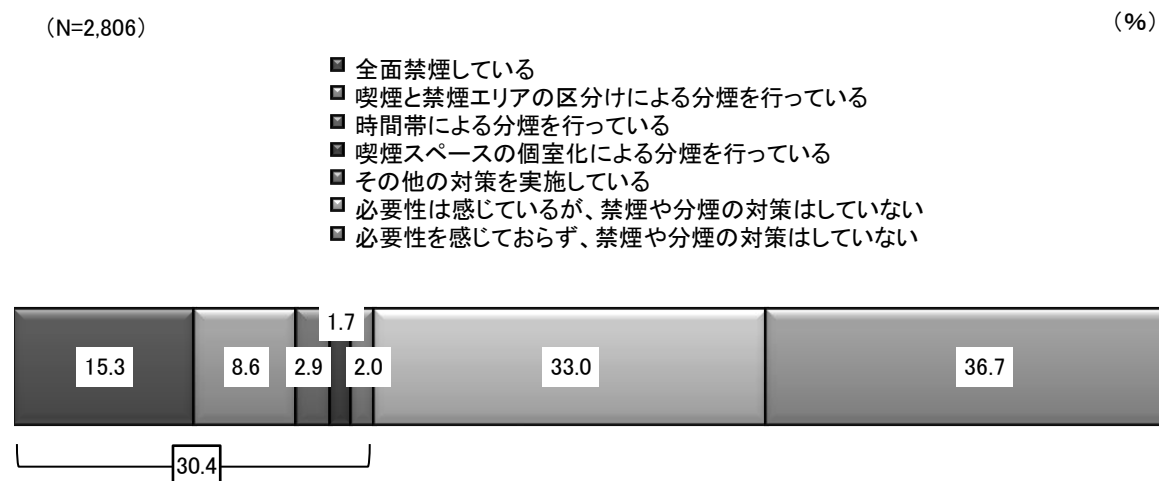 （N=2,806）
（%）
全面禁煙している
喫煙と禁煙エリアの区分けによる分煙を行っている
時間帯による分煙を行っている
喫煙スペースの個室化による分煙を行っている
その他の対策を実施している
必要性は感じているが、禁煙や分煙の対策はしていない
必要性を感じておらず、禁煙や分煙の対策はしていない
1.7
15.3 8.6 2.9 2.0 33.0 36.7
30.4